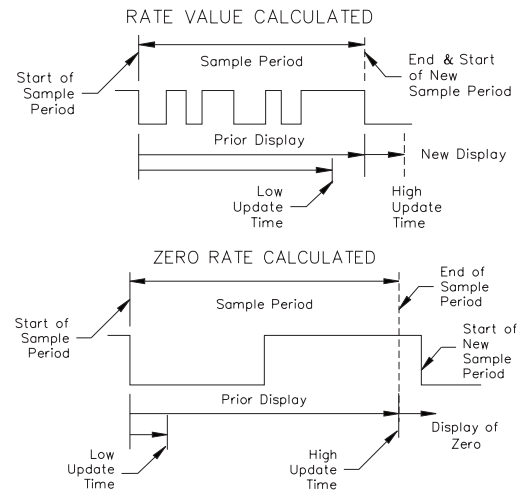 RATE VALUE CALCULATED
Start of
Sample
Period
Sample Period
End & Start
of New
Sample Period
Prior Display
New Display
Low
Update
Time
High
Update
Time
ZERO RATE CALCULATED
Sample Period
End of
Sample
Period
Start of
Sample
Period
Start of
New
Sample
Period
Prior Display
Display of
Zero
Low
Update
Time
High
Update
Time